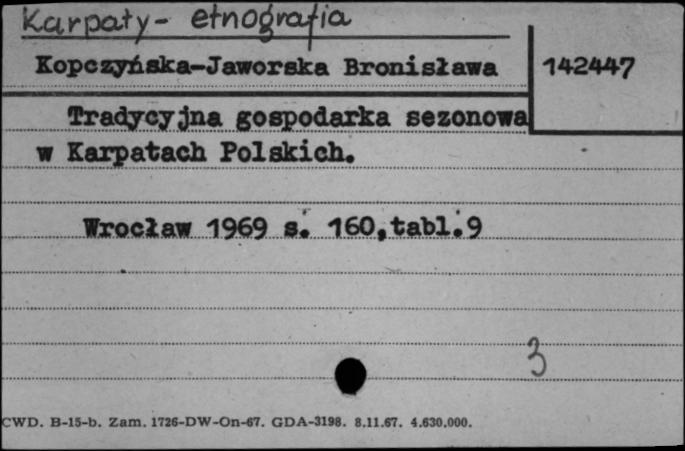 Karpaty - etnografia
Kopczyńska-Jaworska Bronisława
142447
Tradycyjna gospodarka sezonowa
w Karpatach Polskich.
Wrocław 1969 s. 160, tabl. 9
3
CWD. B-15-b. Zam. 1726-DW-On-67. GDA-3198. 8.11.67. 4.630.000.